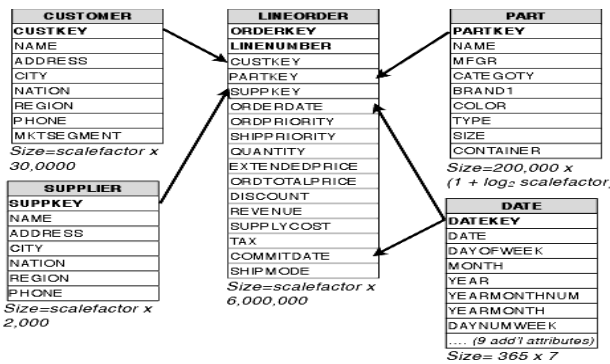 CUSTOMER
CUSTKEY
NAME
ADDRESS
CITY
NATION
REGION
PHONE
MKTSEGMENT
Size=scalefactor x
30,0000
SUPPLIER
SUPPKEY
NAME
ADDRESS
CITY
NATION
REGION
PHONE
Size=scalefactor x
2,000
LINEORDER
ORDERKEY
LINENUMBER
CUSTKEY
PARTKEY
SUPPKEY
ORDERDATE
ORDPRIORITY
SHIPPRIORITY
QUANTITY
EXTENDEDPRICE
ORDTOTALPRICE
DISCOUNT
REVENUE
SUPPLYCOST
TAX
COMMITDATE
SHIPMODE
Size=scalefactor x
6,000,000
PART
PARTKEY
NAME
MFGR
CATEGOTY
BRAND1
COLOR
TYPE
SIZE
CONTAINER
Size=200,000 x
(1 + log₂ scalefactor)
DATE
DATEKEY
DATE
DAYOFWEEK
MONTH
YEAR
YEARMONTHNUM
YEARMONTH
DAYNUMWEEK
.... (9 add'l attributes)
Size= 365 x 7